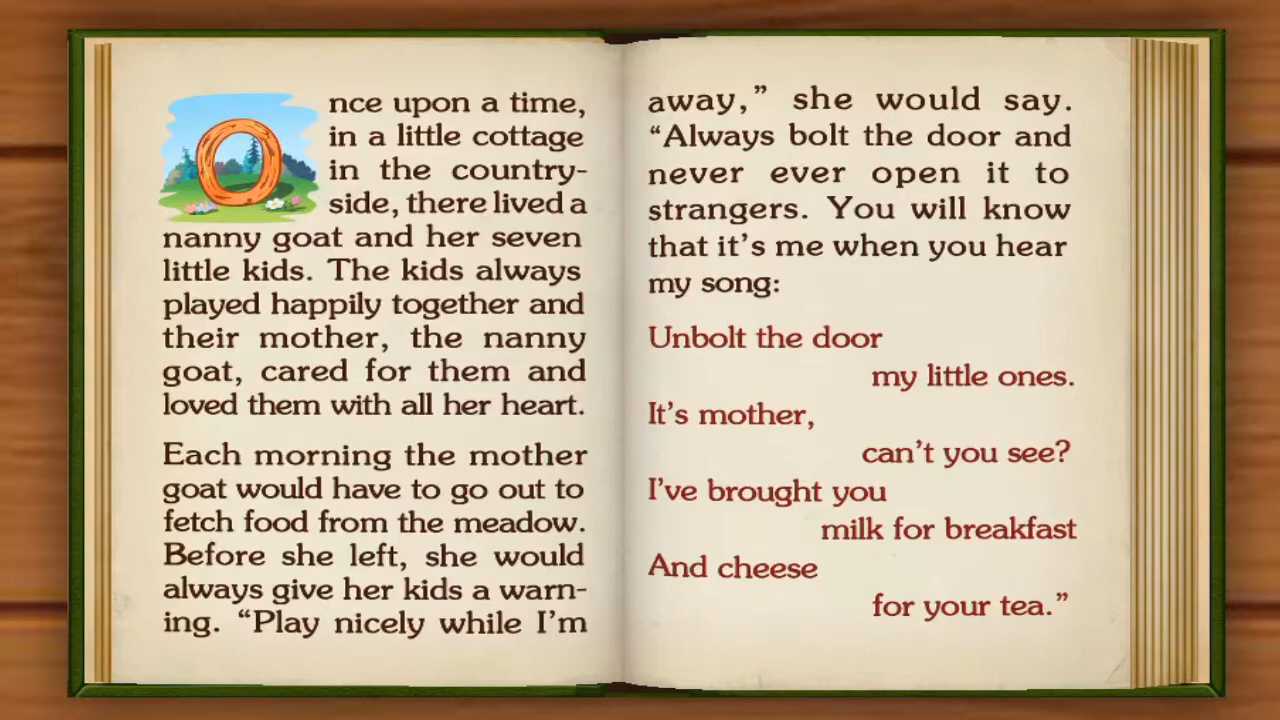 Once upon a time,
in a little cottage
in the country-
side, there lived a
nanny goat and her seven
little kids. The kids always
played happily together and
their mother, the nanny
goat, cared for them and
loved them with all her heart.
Each morning the mother
goat would have to go out to
fetch food from the meadow.
Before she left, she would
always give her kids a warn-
ing. “Play nicely while I’m
away,” she would say.
“Always bolt the door and
never ever open it to
strangers. You will know
that it’s me when you hear
my song:
Unbolt the door
my little ones.
It’s mother,
can’t you see?
I’ve brought you
milk for breakfast
And cheese
for your tea.”